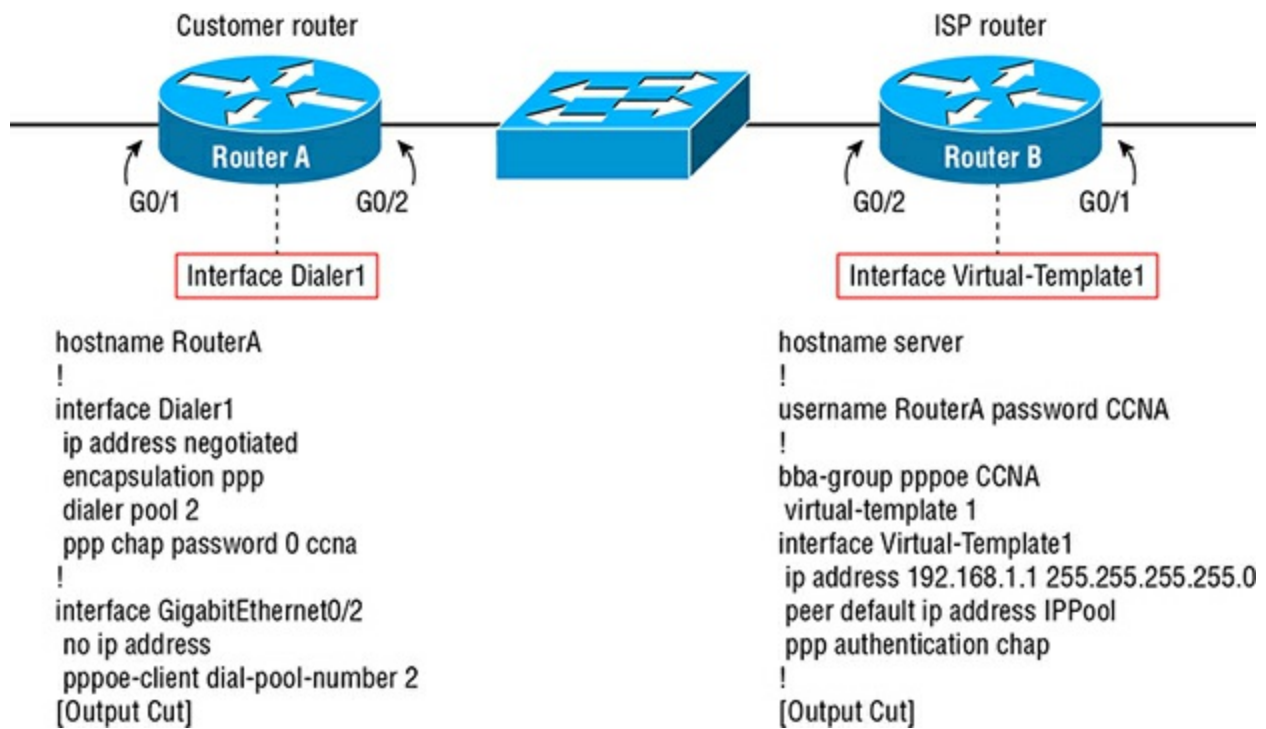 Customer router
ISP router
Router A
Router B
G0/1
G0/2
G0/2
G0/1
Interface Dialer1
Interface Virtual-Template1
hostname RouterA
!
interface Dialer1
ip address negotiated
encapsulation ppp
dialer pool 2
ppp chap password 0 ccna
!
interface GigabitEthernet0/2
no ip address
pppoe-client dial-pool-number 2
[Output Cut]
hostname server
!
username RouterA password CCNA
!
bba-group pppoe CCNA
virtual-template 1
interface Virtual-Template1
ip address 192.168.1.1 255.255.255.255.0
peer default ip address IPPool
ppp authentication chap
!
[Output Cut]